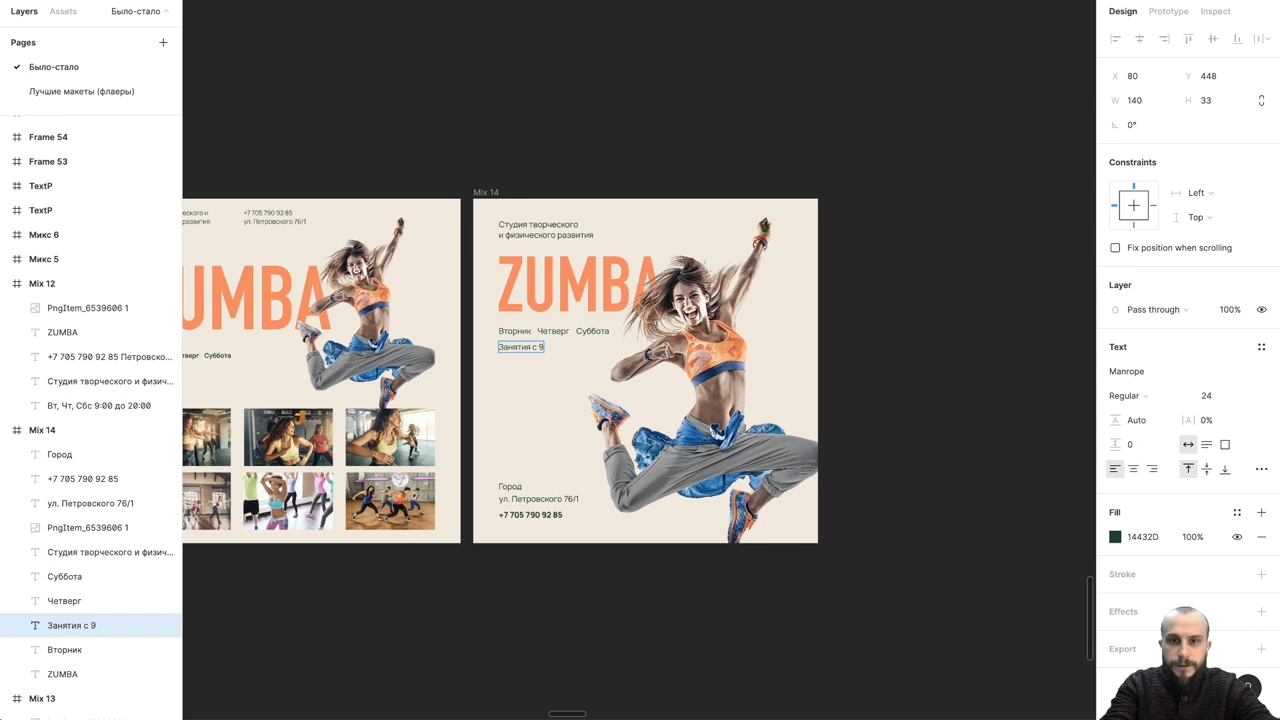 Layers
Assets
Было-стало
Pages
Было-стало
Лучшие макеты (флаеры)
Frame 54
Frame 53
TextP
TextP
Микс 6
Микс 5
Mix 12
PngItem_6539606 1
ZUMBA
+7 705 790 92 85 Петровско...
Студия творческого и физич...
Вт, Чт, Сбс 9:00 до 20:00
Mix 14
Город
+7 705 790 92 85
ул. Петровского 76/1
PngItem_6539606 1
Студия творческого и физич...
Суббота
Четверг
Занятия с 9
Вторник
ZUMBA
Mix 13
ческого и
развития
+7 705 790 92 85
ул. Петровского 76/1
UMBA
тверг Суббота
Mix 14
Студия творческого
и физического развития
ZUMBA
Вторник Четверг Суббота
Занятия с 9
Город
ул. Петровского 76/1
+7 705 790 92 85
Design
Prototype
Inspect
X 80
Y 448
W 140
H 33
0°
Constraints
Left
Top
Fix position when scrolling
Layer
Pass through
100%
Text
Manrope
Regular
24
Auto
0%
0
Fill
14432D
100%
Stroke
Effects
Export